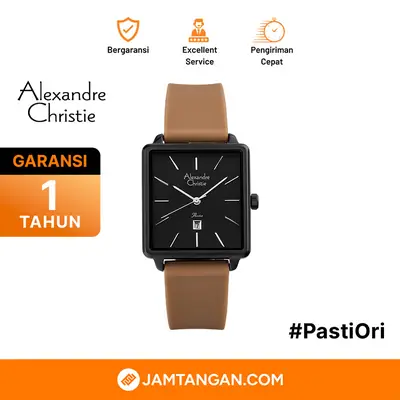 Bergaransi
Excellent
Service
Pengiriman
Cepat
Alexandre
Christie
GARANSI
1
TAHUN
Alexandre
Christie
#PastiOri
JAMTANGAN.COM